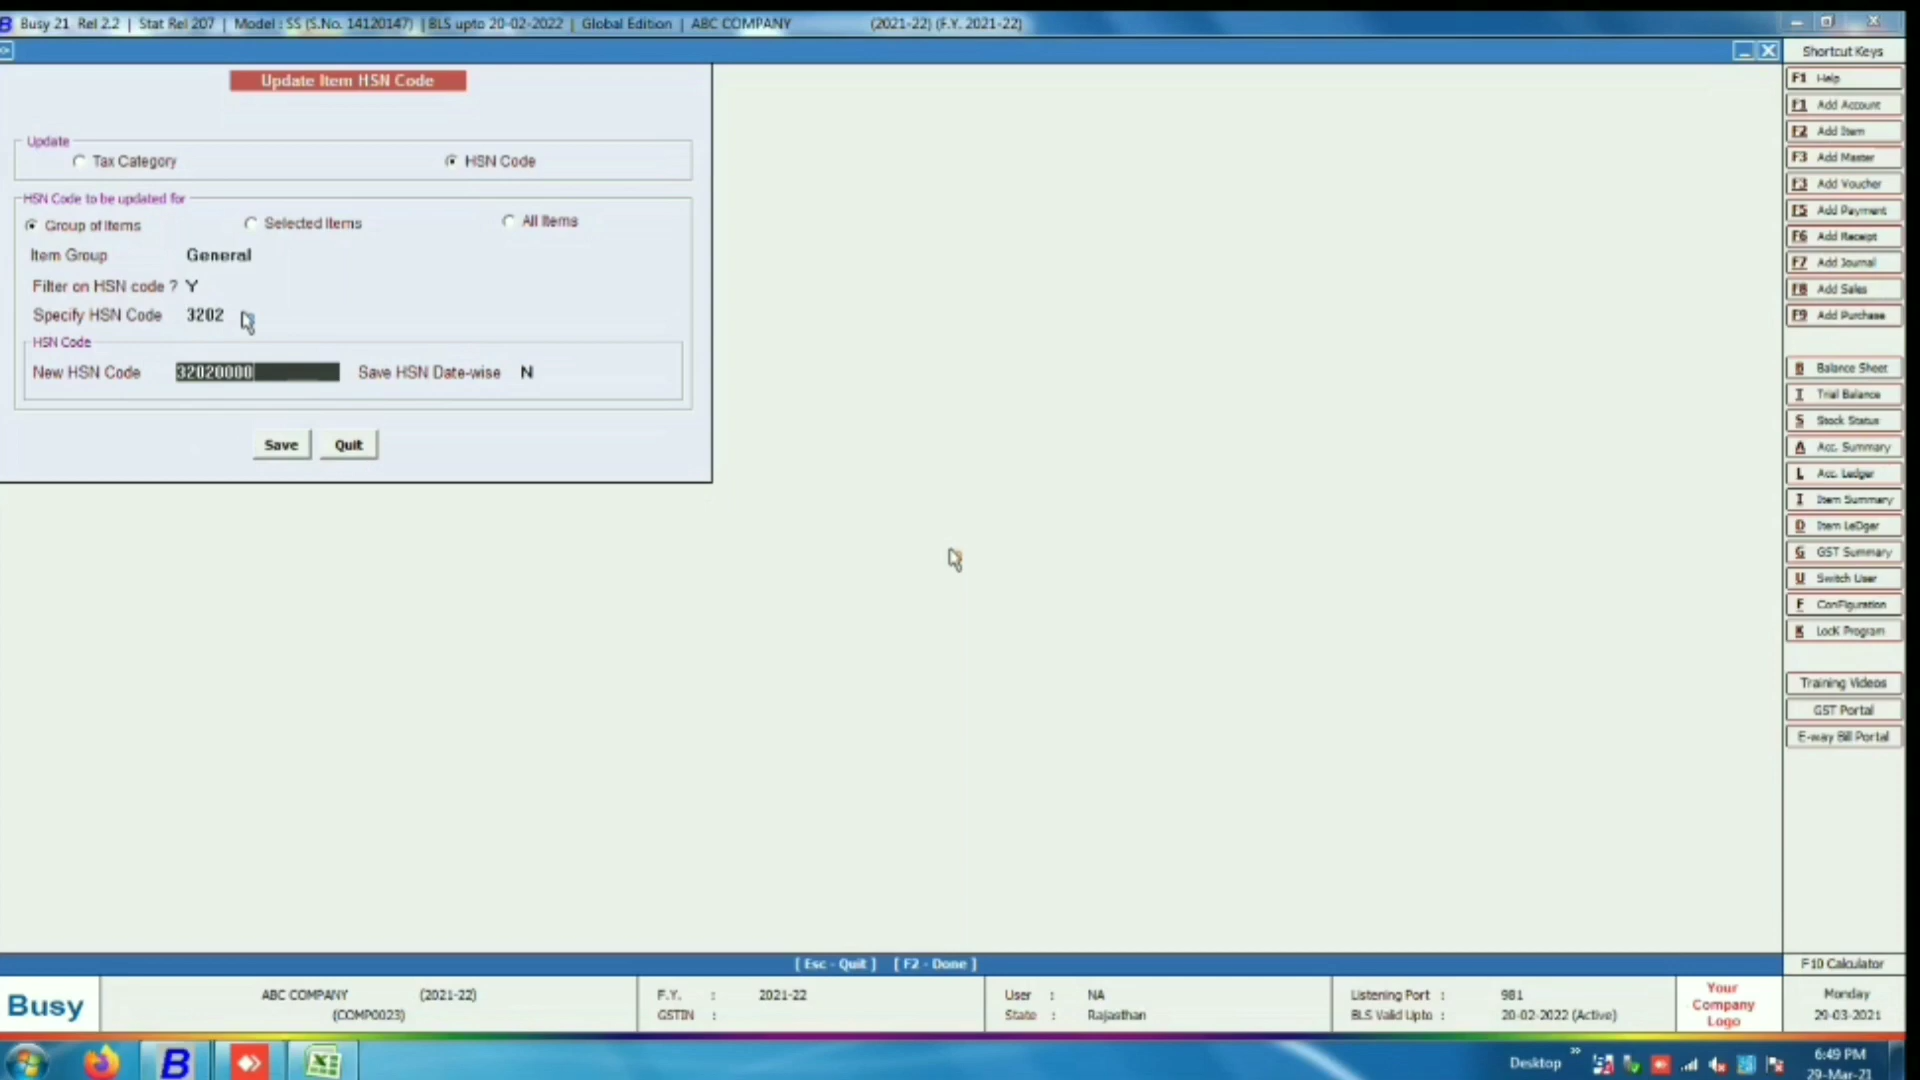 Busy 21 Rel 2.2 | Stat Rel 207 | Model : SS (S.No. 14120147) | BLS upto 20-02-2022 | Global Edition | ABC COMPANY (2021-22) (F.Y. 2021-22)
Shortcut Keys
Update Item HSN Code
Update
Tax Category HSN Code
HSN Code to be updated for
Group of Items Selected Items All Items
Item Group General
Filter on HSN code ? Y
Specify HSN Code 3202
HSN Code
New HSN Code 32020000 Save HSN Date-wise N
Save Quit
F1 Help
F1 Add Account
F2 Add Item
F3 Add Master
F3 Add Voucher
F5 Add Payment
F6 Add Receipt
F7 Add Journal
F8 Add Sales
F9 Add Purchase
B Balance Sheet
T Trial Balance
S Stock Status
A Acc. Summary
L Acc. Ledger
I Item Summary
D Item LeDger
G GST Summary
U Switch User
F ConFiguration
K LocK Program
Training Videos
GST Portal
E-way Bill Portal
[ Esc - Quit ] [ F2 - Done ]
F10 Calculator
Busy
ABC COMPANY (2021-22)
(COMP0023)
F.Y. : 2021-22
GSTIN :
User : NA
State : Rajasthan
Listening Port : 981
BLS Valid Upto : 20-02-2022 (Active)
Your
Company
Logo
Monday
29-03-2021
Desktop
6:49 PM
29-Mar-21